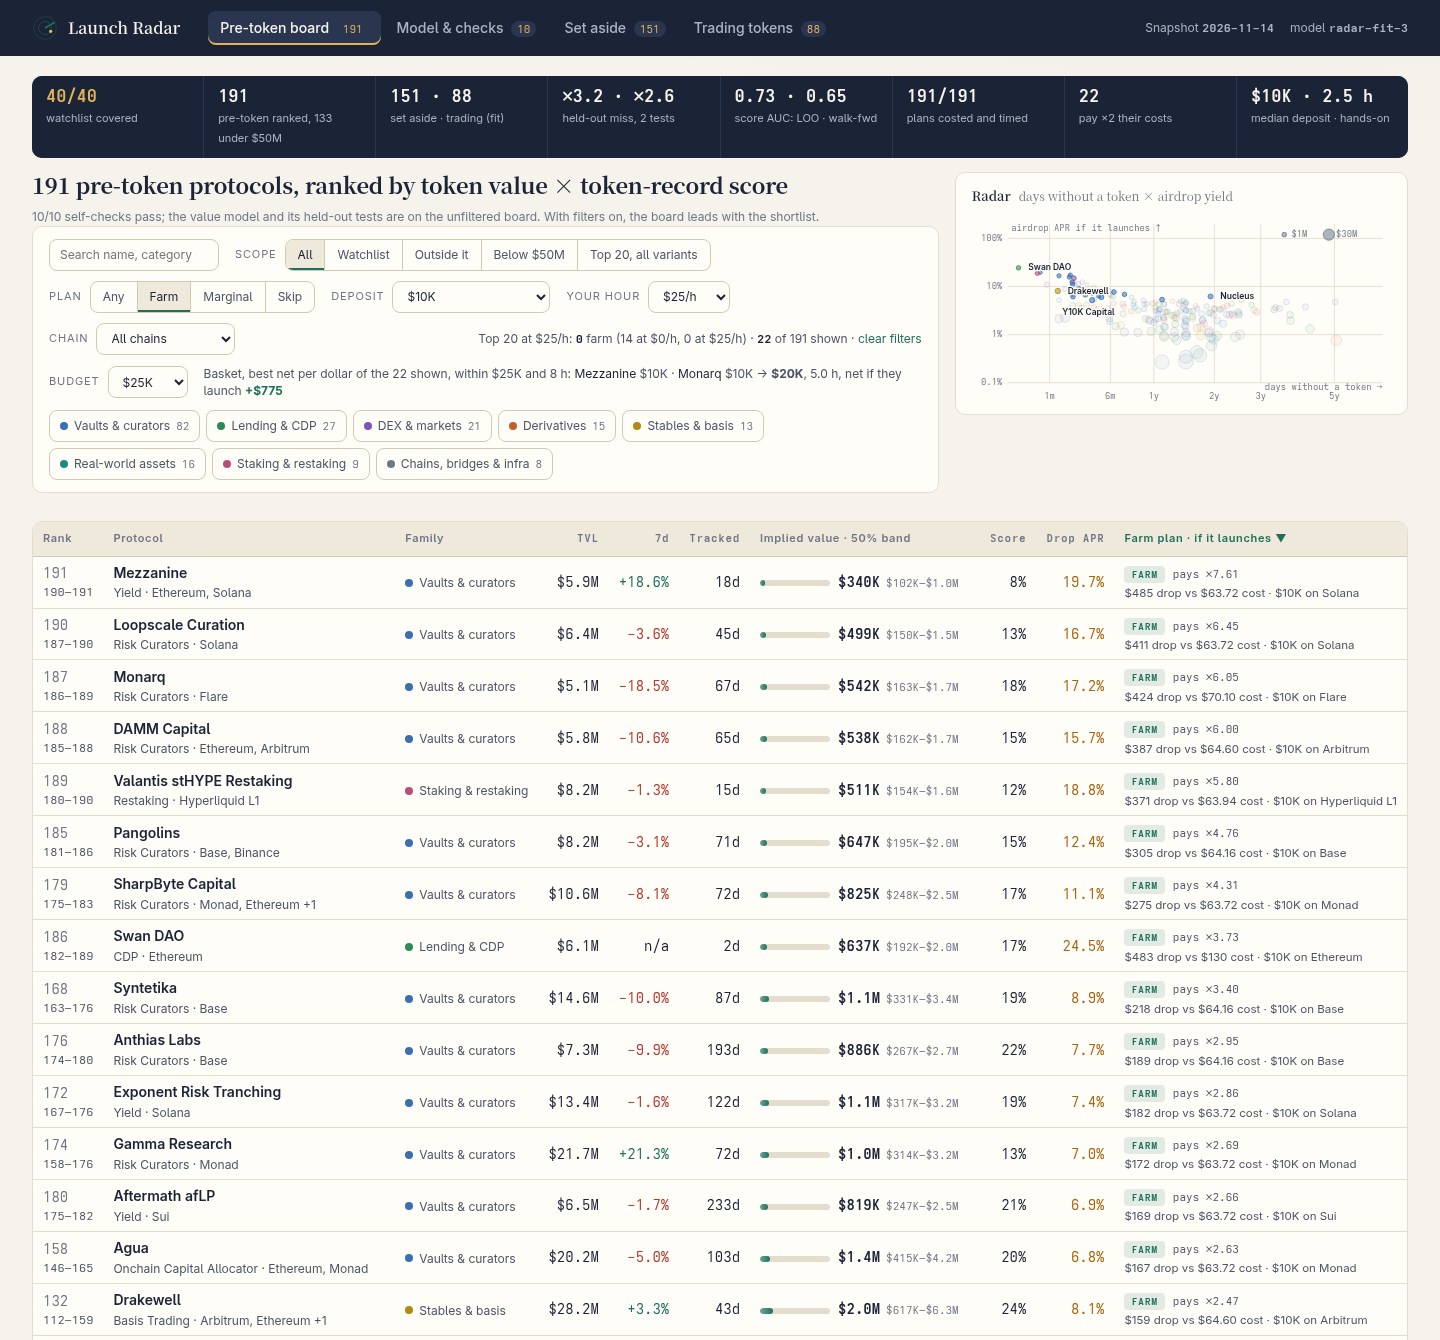 Launch Radar
Pre-token board 191
Model & checks 10
Set aside 151
Trading tokens 88
Snapshot 2026-11-14 model radar-fit-3
40/40
watchlist covered
191
pre-token ranked, 133
under $50M
151 · 88
set aside · trading (fit)
×3.2 · ×2.6
held-out miss, 2 tests
0.73 · 0.65
score AUC: LOO · walk-fwd
191/191
plans costed and timed
22
pay ×2 their costs
$10K · 2.5 h
median deposit · hands-on
191 pre-token protocols, ranked by token value × token-record score
10/10 self-checks pass; the value model and its held-out tests are on the unfiltered board. With filters on, the board leads with the shortlist.
Search name, category
SCOPE All Watchlist Outside it Below $50M Top 20, all variants
PLAN Any Farm Marginal Skip DEPOSIT $10K YOUR HOUR $25/h
CHAIN All chains Top 20 at $25/h: 0 farm (14 at $0/h, 0 at $25/h) · 22 of 191 shown · clear filters
BUDGET $25K Basket, best net per dollar of the 22 shown, within $25K and 8 h: Mezzanine $10K · Monarq $10K → $20K, 5.0 h, net if they
launch +$775
Vaults & curators 82 Lending & CDP 27 DEX & markets 21 Derivatives 15 Stables & basis 13
Real-world assets 16 Staking & restaking 9 Chains, bridges & infra 8
Radar days without a token × airdrop yield
airdrop APR if it launches ↑
100%
10%
1%
0.1%
$1M
$30M
Swan DAO
Drakewell
Y10K Capital
Nucleus
days without a token →
1m 6m 1y 2y 3y 5y
Rank Protocol Family TVL 7d Tracked Implied value · 50% band Score Drop APR Farm plan · if it launches ▼
191 Mezzanine Vaults & curators $5.9M +18.6% 18d $340K $102K–$1.0M 8% 19.7% FARM pays ×7.61
190–191 Yield · Ethereum, Solana $485 drop vs $63.72 cost · $10K on Solana
190 Loopscale Curation Vaults & curators $6.4M −3.6% 45d $499K $150K–$1.5M 13% 16.7% FARM pays ×6.45
187–190 Risk Curators · Solana $411 drop vs $63.72 cost · $10K on Solana
187 Monarq Vaults & curators $5.1M −18.5% 67d $542K $163K–$1.7M 18% 17.2% FARM pays ×6.05
186–189 Risk Curators · Flare $424 drop vs $70.10 cost · $10K on Flare
188 DAMM Capital Vaults & curators $5.8M −10.6% 65d $538K $162K–$1.7M 15% 15.7% FARM pays ×6.00
185–188 Risk Curators · Ethereum, Arbitrum $387 drop vs $64.60 cost · $10K on Arbitrum
189 Valantis stHYPE Restaking Staking & restaking $8.2M −1.3% 15d $511K $154K–$1.6M 12% 18.8% FARM pays ×5.80
180–190 Restaking · Hyperliquid L1 $371 drop vs $63.94 cost · $10K on Hyperliquid L1
185 Pangolins Vaults & curators $8.2M −3.1% 71d $647K $195K–$2.0M 15% 12.4% FARM pays ×4.76
181–186 Risk Curators · Base, Binance $305 drop vs $64.16 cost · $10K on Base
179 SharpByte Capital Vaults & curators $10.6M −8.1% 72d $825K $248K–$2.5M 17% 11.1% FARM pays ×4.31
175–183 Risk Curators · Monad, Ethereum +1 $275 drop vs $63.72 cost · $10K on Monad
186 Swan DAO Lending & CDP $6.1M n/a 2d $637K $192K–$2.0M 17% 24.5% FARM pays ×3.73
182–189 CDP · Ethereum $483 drop vs $130 cost · $10K on Ethereum
168 Syntetika Vaults & curators $14.6M −10.0% 87d $1.1M $331K–$3.4M 19% 8.9% FARM pays ×3.40
163–176 Risk Curators · Base $218 drop vs $64.16 cost · $10K on Base
176 Anthias Labs Vaults & curators $7.3M −9.9% 193d $886K $267K–$2.7M 22% 7.7% FARM pays ×2.95
174–180 Risk Curators · Base $189 drop vs $64.16 cost · $10K on Base
172 Exponent Risk Tranching Vaults & curators $13.4M −1.6% 122d $1.1M $317K–$3.2M 19% 7.4% FARM pays ×2.86
167–176 Yield · Solana $182 drop vs $63.72 cost · $10K on Solana
174 Gamma Research Vaults & curators $21.7M +21.3% 72d $1.0M $314K–$3.2M 13% 7.0% FARM pays ×2.69
158–176 Risk Curators · Monad $172 drop vs $63.72 cost · $10K on Monad
180 Aftermath afLP Vaults & curators $6.5M −1.7% 233d $819K $247K–$2.5M 21% 6.9% FARM pays ×2.66
175–182 Yield · Sui $169 drop vs $63.72 cost · $10K on Sui
158 Agua Vaults & curators $20.2M −5.0% 103d $1.4M $415K–$4.2M 20% 6.8% FARM pays ×2.63
146–165 Onchain Capital Allocator · Ethereum, Monad $167 drop vs $63.72 cost · $10K on Monad
132 Drakewell Stables & basis $28.2M +3.3% 43d $2.0M $617K–$6.3M 24% 8.1% FARM pays ×2.47
112–159 Basis Trading · Arbitrum, Ethereum +1 $159 drop vs $64.60 cost · $10K on Arbitrum